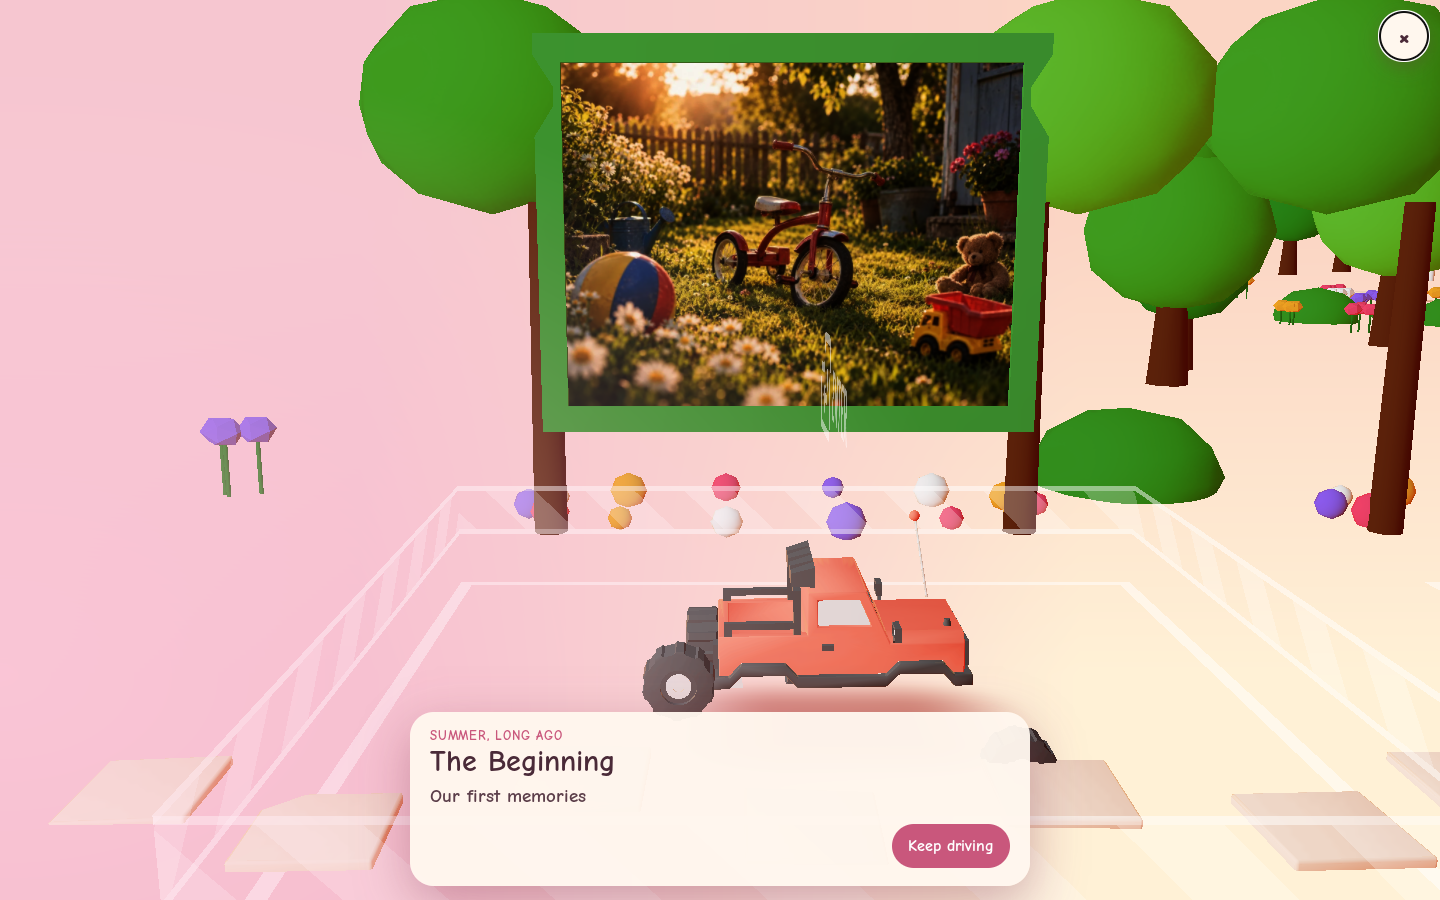 SUMMER, LONG AGO
The Beginning
Our first memories
Keep driving